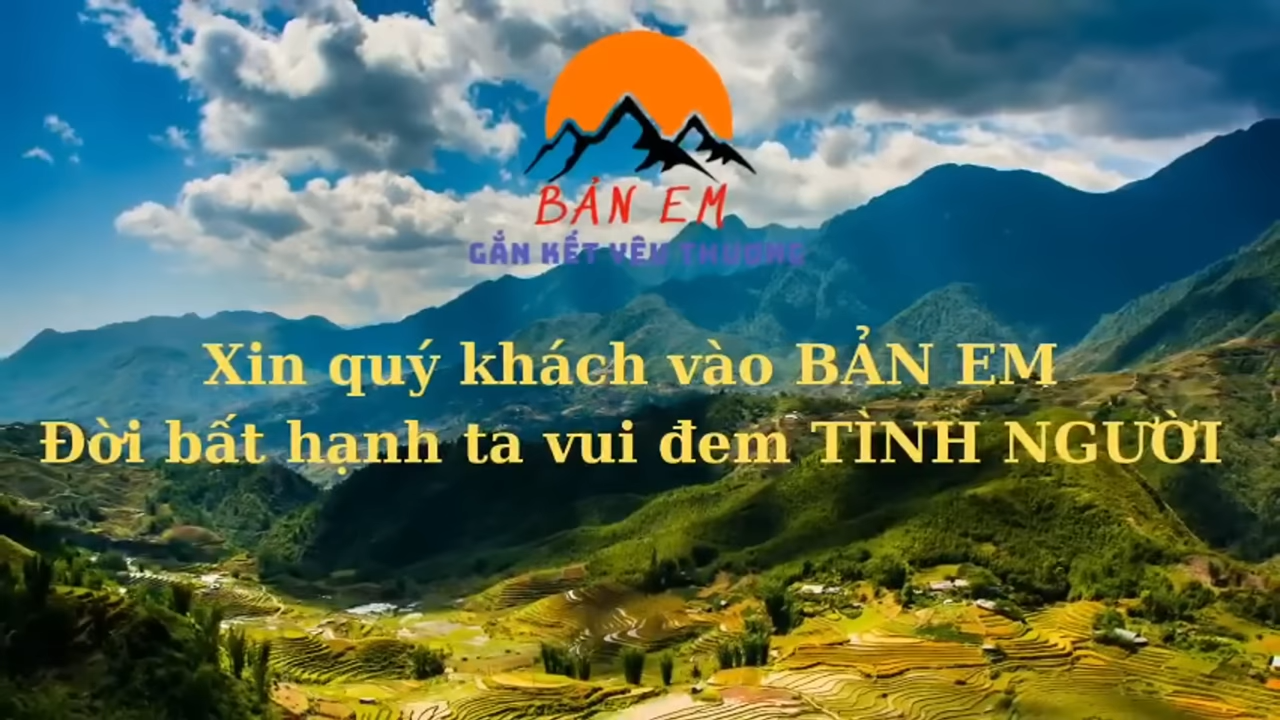 BẢN EM
GẮN KẾT YÊU THƯƠNG
Xin quý khách vào BẢN EM
Đời bất hạnh ta vui đem TÌNH NGƯỜI